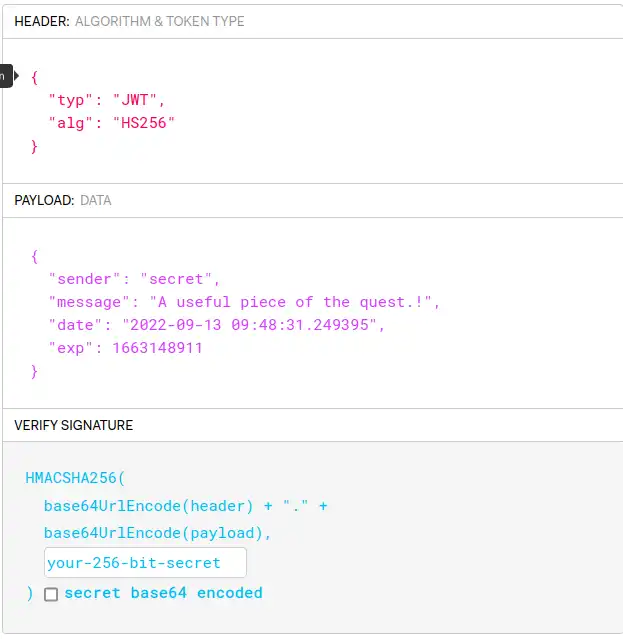 HEADER: ALGORITHM & TOKEN TYPE
n
{
"typ": "JWT",
"alg": "HS256"
}
PAYLOAD: DATA
{
"sender": "secret",
"message": "A useful piece of the quest.!",
"date": "2022-09-13 09:48:31.249395",
"exp": 1663148911
}
VERIFY SIGNATURE
HMACSHA256(
base64UrlEncode(header) + "." +
base64UrlEncode(payload),
your-256-bit-secret
) secret base64 encoded